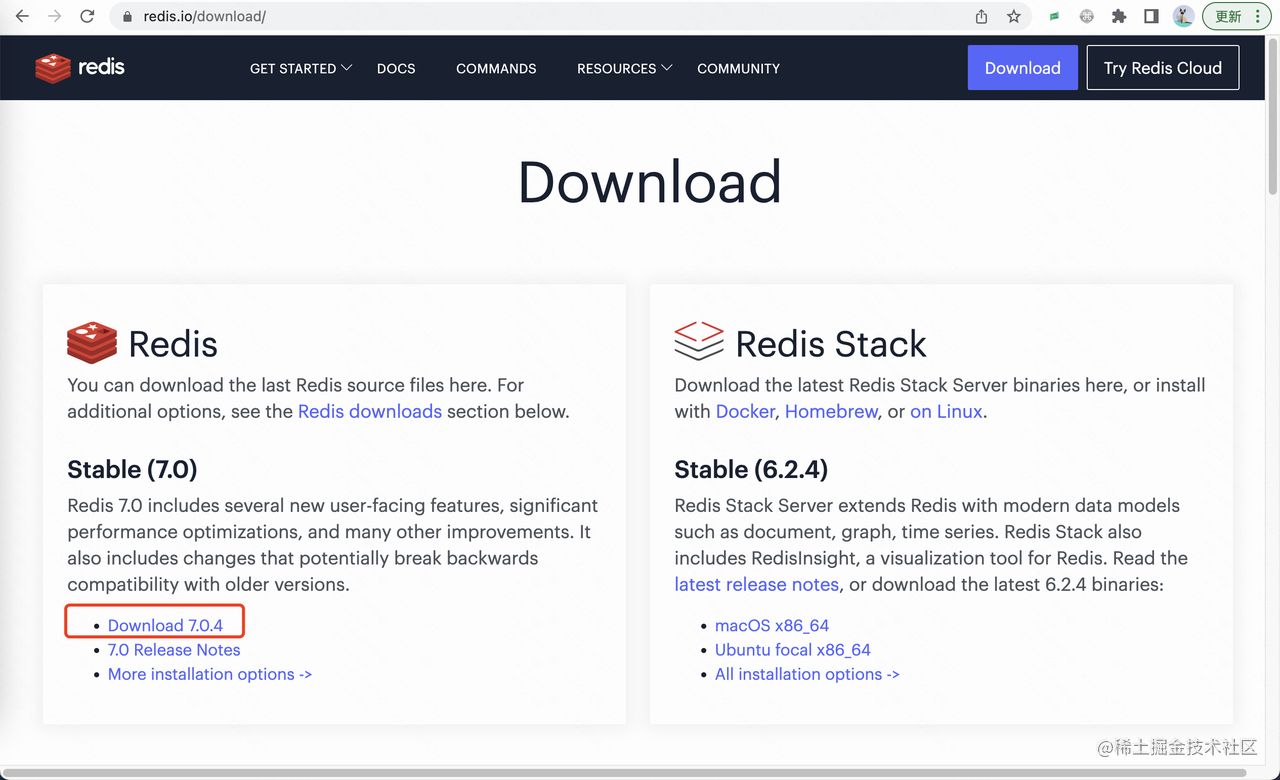 redis.io/download/
更新
redis
GET STARTED
DOCS
COMMANDS
RESOURCES
COMMUNITY
Download
Try Redis Cloud
Download
Redis
You can download the last Redis source files here. For
additional options, see the Redis downloads section below.
Stable (7.0)
Redis 7.0 includes several new user-facing features, significant
performance optimizations, and many other improvements. It
also includes changes that potentially break backwards
compatibility with older versions.
• Download 7.0.4
• 7.0 Release Notes
• More installation options ->
Redis Stack
Download the latest Redis Stack Server binaries here, or install
with Docker, Homebrew, or on Linux.
Stable (6.2.4)
Redis Stack Server extends Redis with modern data models
such as document, graph, time series. Redis Stack also
includes RedisInsight, a visualization tool for Redis. Read the
latest release notes, or download the latest 6.2.4 binaries:
• macOS x86_64
• Ubuntu focal x86_64
• All installation options ->
@稀土掘金技术社区